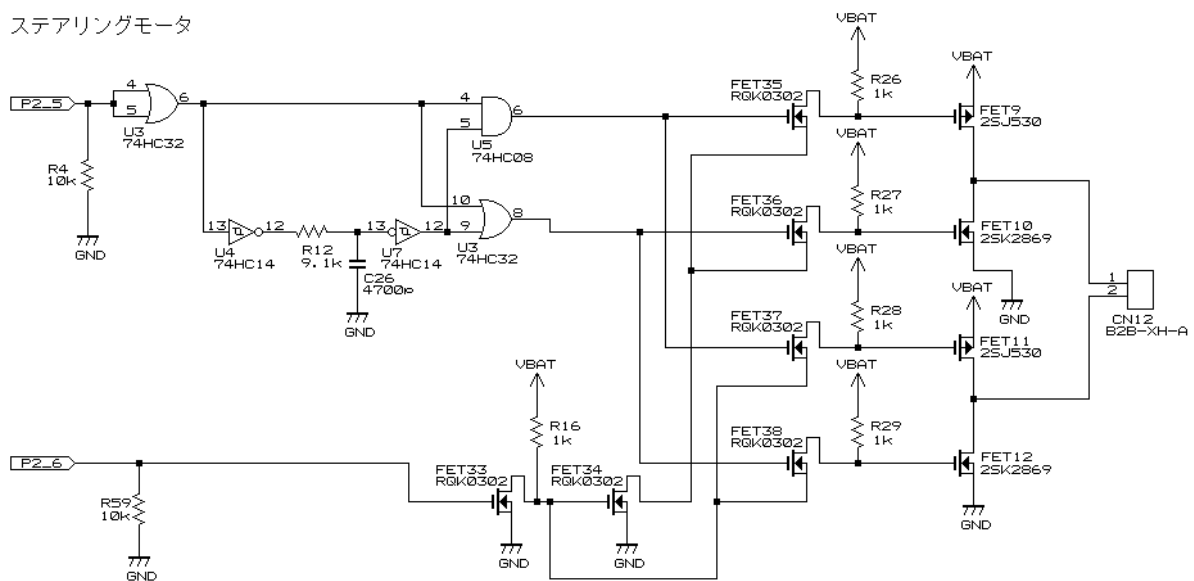 ステアリングモータ
P2_5
4
5
6
U3
74HC32
R4
10k
GND
13
12
U4
74HC14
R12
9.1k
C26
4700p
GND
13
12
U7
74HC14
4
5
6
U5
74HC08
10
9
8
U3
74HC32
FET35
RQK0302
VBAT
R26
1k
VBAT
FET9
2SJ530
FET36
RQK0302
VBAT
R27
1k
FET10
2SK2869
GND
FET37
RQK0302
VBAT
R28
1k
VBAT
FET11
2SJ530
1
2
CN12
B2B-XH-A
FET38
RQK0302
VBAT
R29
1k
FET12
2SK2869
GND
VBAT
R16
1k
P2_6
R59
10k
GND
FET33
RQK0302
GND
FET34
RQK0302
GND